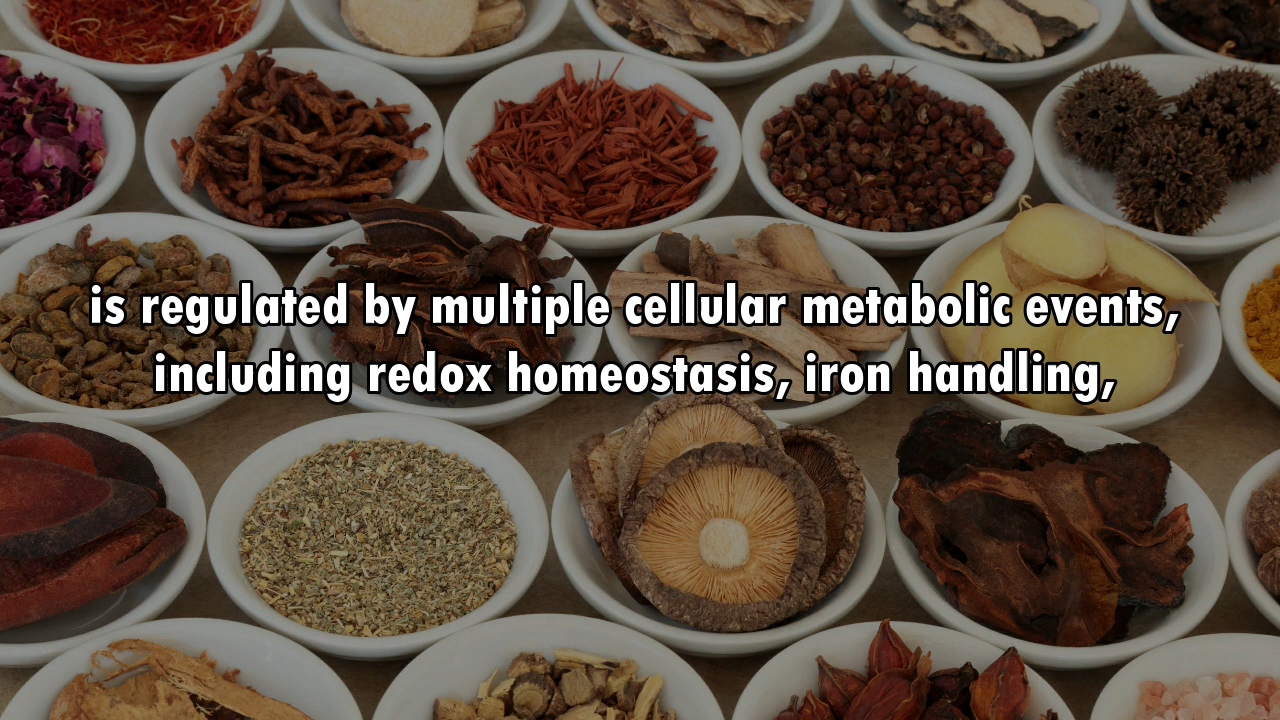 is regulated by multiple cellular metabolic events,
including redox homeostasis, iron handling,